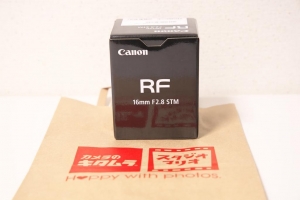 Canon
RF
16mm F2.8 STM
カメラの
キタムラ
スタジオ
マリオ
Happy with photos.